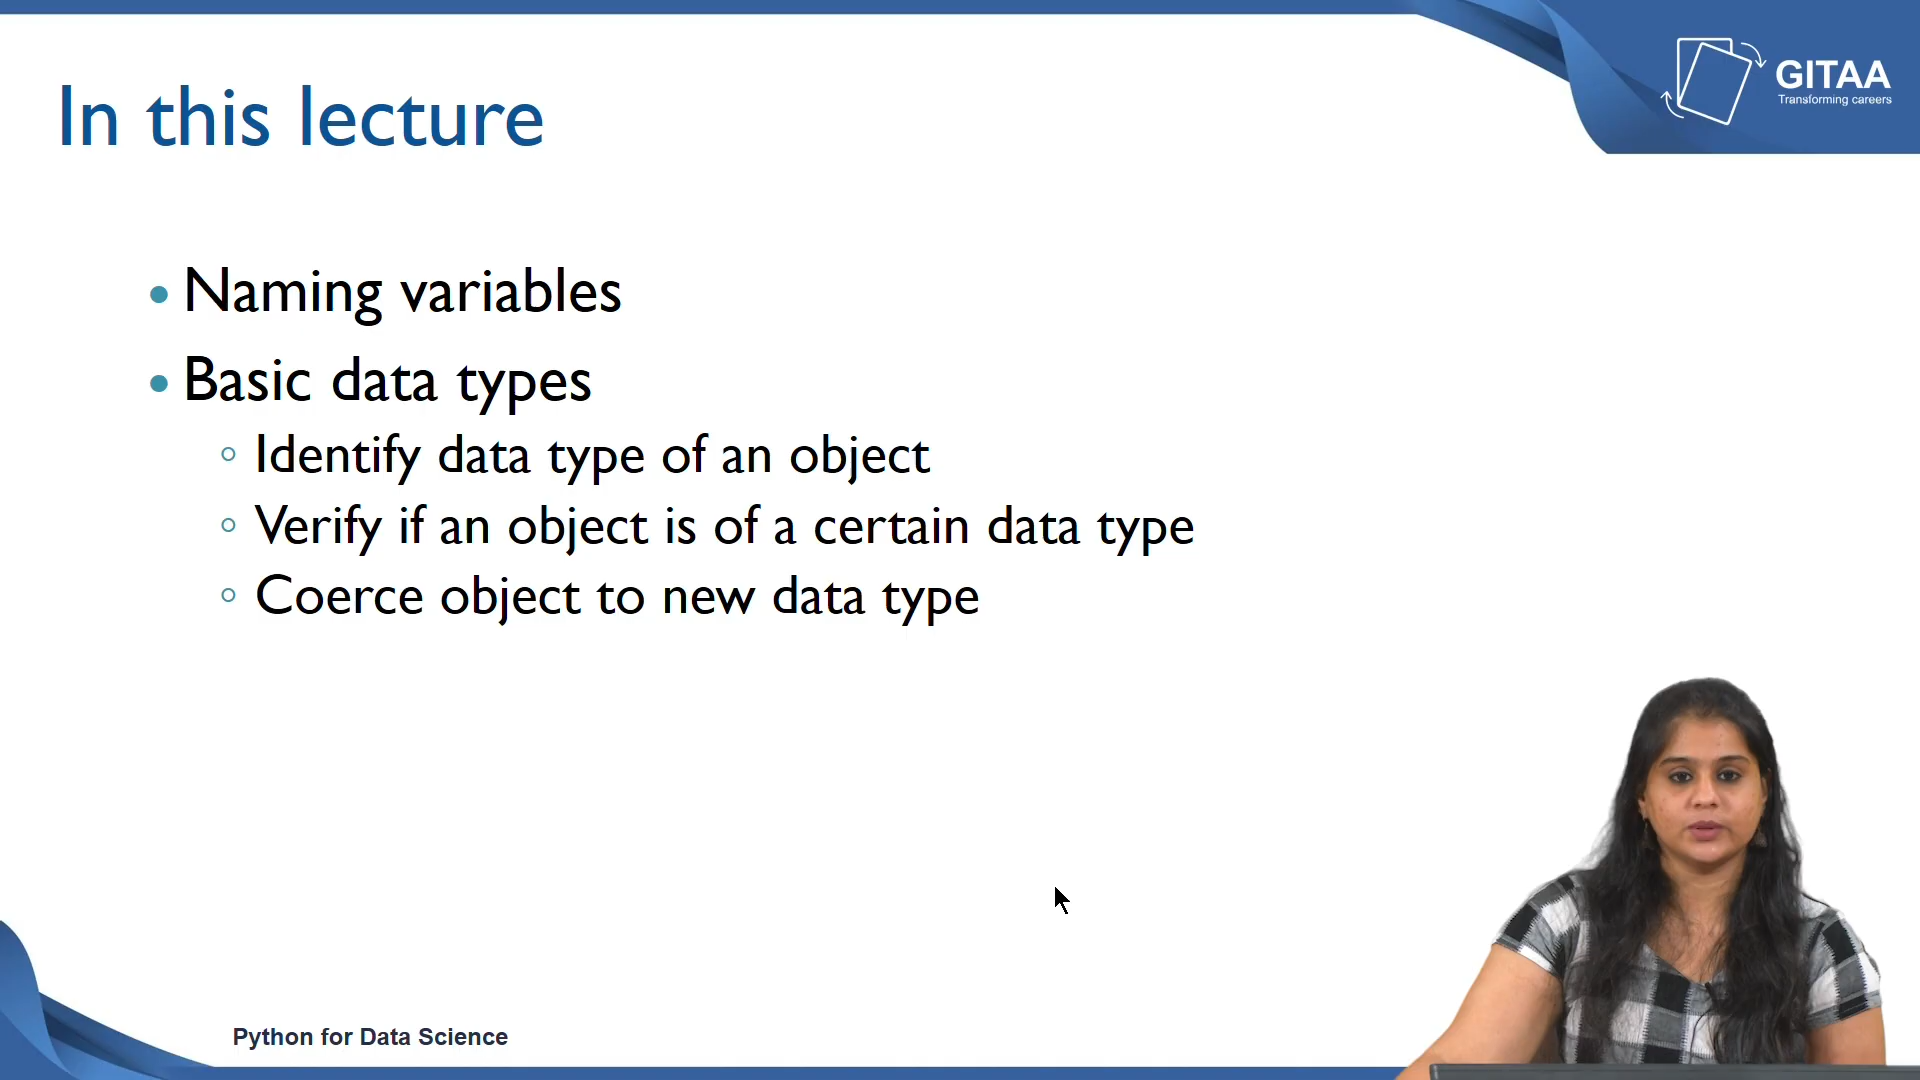 GITAA
Transforming careers
In this lecture
Naming variables
Basic data types
Identify data type of an object
Verify if an object is of a certain data type
Coerce object to new data type
Python for Data Science